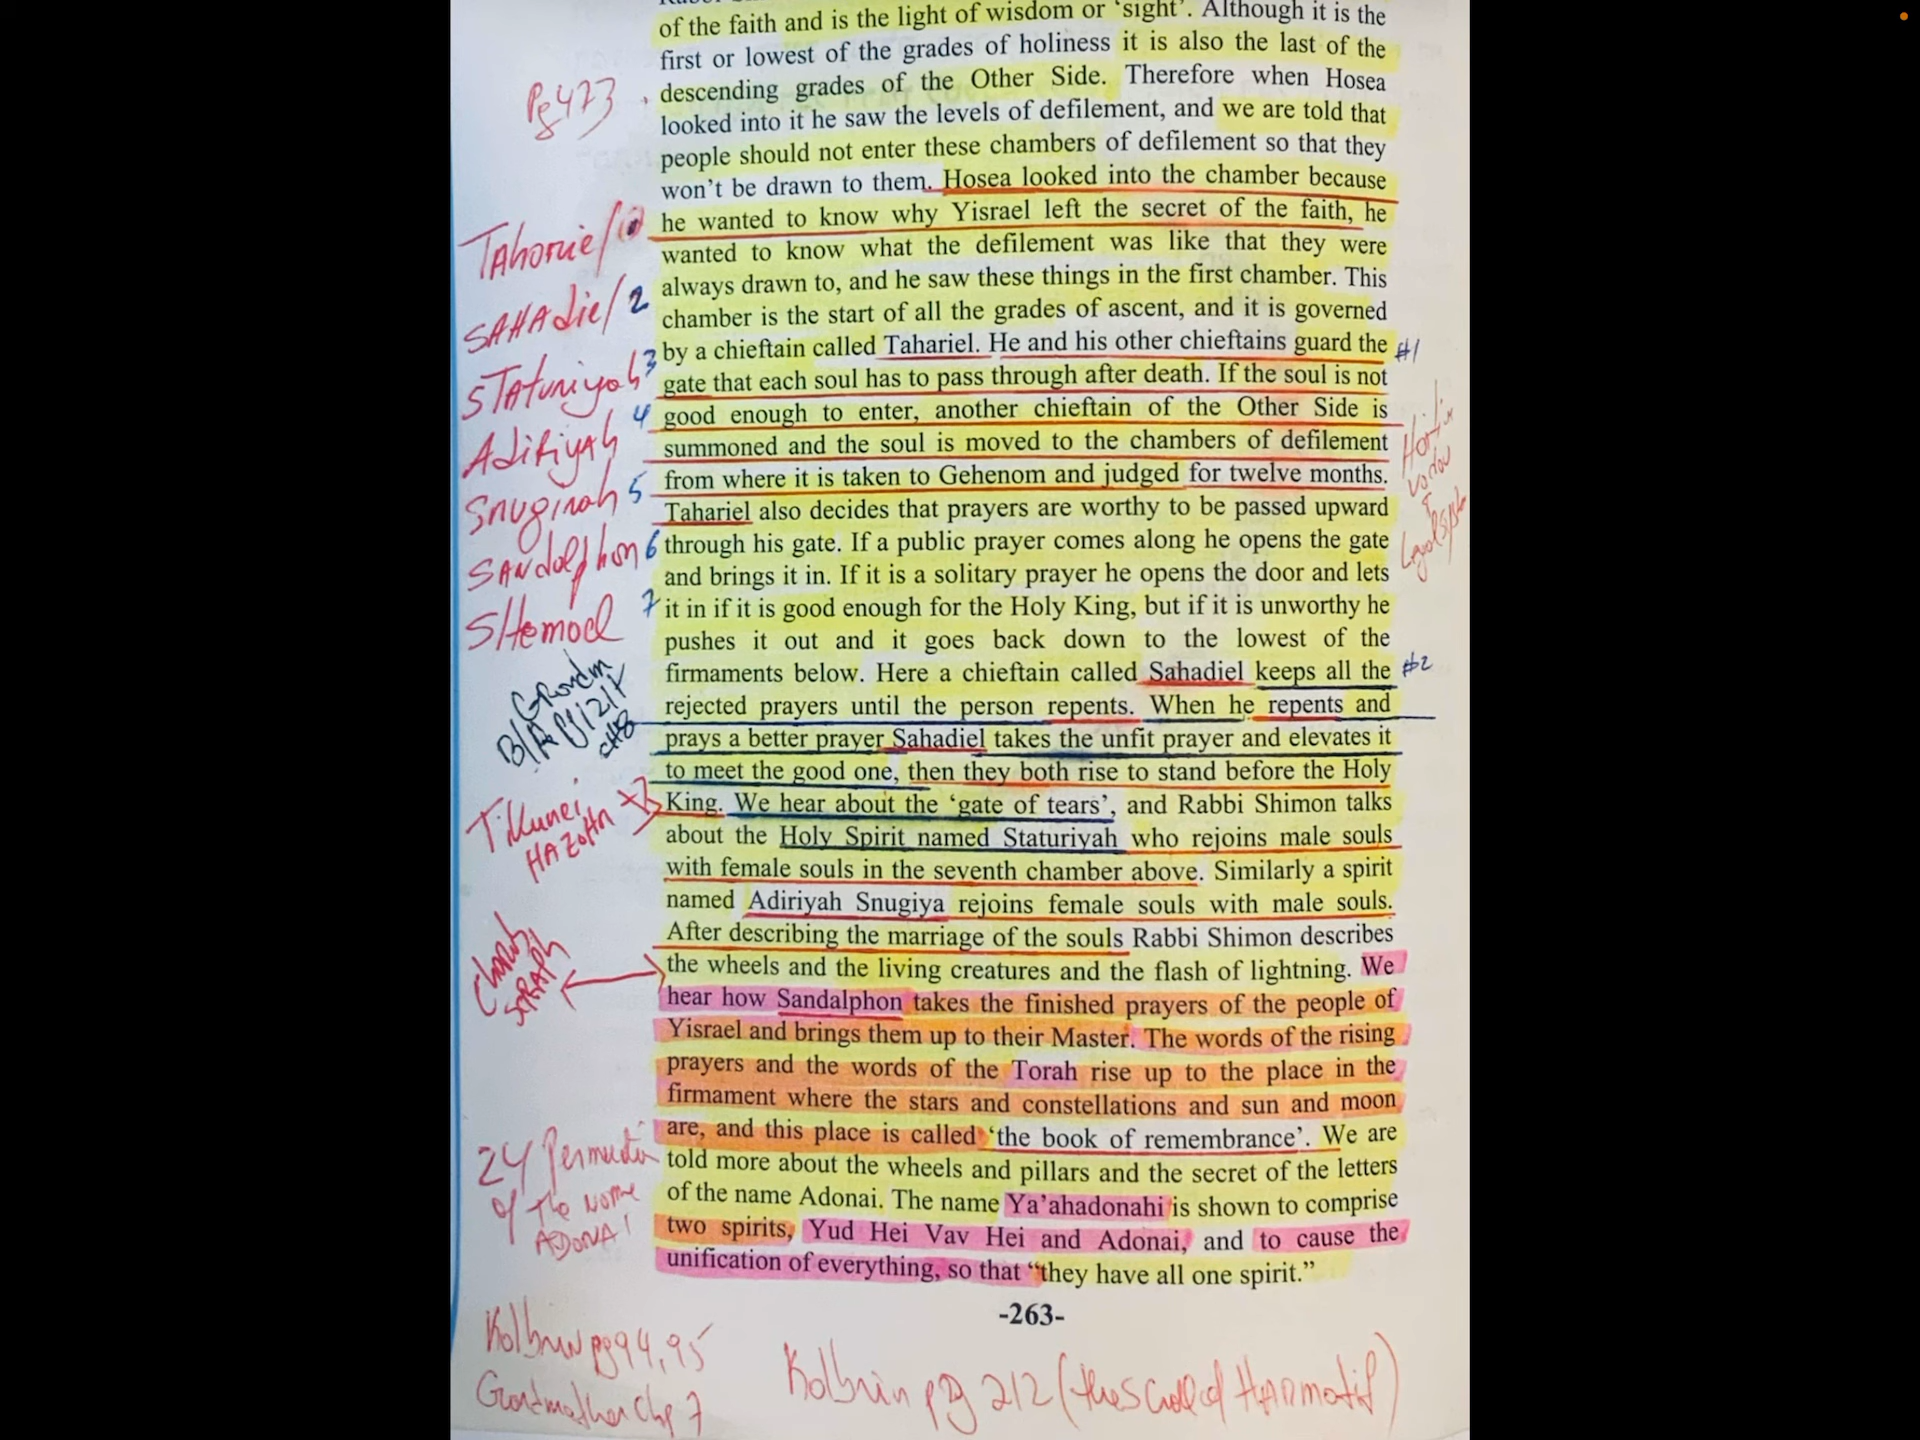 of the faith and is the light of wisdom or ‘sight’. Although it is the
first or lowest of the grades of holiness it is also the last of the
descending grades of the Other Side. Therefore when Hosea
looked into it he saw the levels of defilement, and we are told that
people should not enter these chambers of defilement so that they
won’t be drawn to them. Hosea looked into the chamber because
he wanted to know why Yisrael left the secret of the faith, he
wanted to know what the defilement was like that they were
always drawn to, and he saw these things in the first chamber. This
chamber is the start of all the grades of ascent, and it is governed
by a chieftain called Tahariel. He and his other chieftains guard the
gate that each soul has to pass through after death. If the soul is not
good enough to enter, another chieftain of the Other Side is
summoned and the soul is moved to the chambers of defilement
from where it is taken to Gehenom and judged for twelve months.
Tahariel also decides that prayers are worthy to be passed upward
through his gate. If a public prayer comes along he opens the gate
and brings it in. If it is a solitary prayer he opens the door and lets
it in if it is good enough for the Holy King, but if it is unworthy he
pushes it out and it goes back down to the lowest of the
firmaments below. Here a chieftain called Sahadiel keeps all the
rejected prayers until the person repents. When he repents and
prays a better prayer Sahadiel takes the unfit prayer and elevates it
to meet the good one, then they both rise to stand before the Holy
King. We hear about the ‘gate of tears’, and Rabbi Shimon talks
about the Holy Spirit named Staturiyah who rejoins male souls
with female souls in the seventh chamber above. Similarly a spirit
named Adiriyah Snugiya rejoins female souls with male souls.
After describing the marriage of the souls Rabbi Shimon describes
the wheels and the living creatures and the flash of lightning. We
hear how Sandalphon takes the finished prayers of the people of
Yisrael and brings them up to their Master. The words of the rising
prayers and the words of the Torah rise up to the place in the
firmament where the stars and constellations and sun and moon
are, and this place is called ‘the book of remembrance’. We are
told more about the wheels and pillars and the secret of the letters
of the name Adonai. The name Ya’ahadonahi is shown to comprise
two spirits, Yud Hei Vav Hei and Adonai, and to cause the
unification of everything, so that “they have all one spirit.”
-263-
Pg 473
SAHAdiel 2
3
Adiriyah 4
5
SANdolphon 6
SHemoel 7
Tikunei
HAZOHA
24
of The Nome
ADONAI
Kolbrin pg 94, 95
Grandmother Chp 7
Kolbrin pg 212
#1
#2